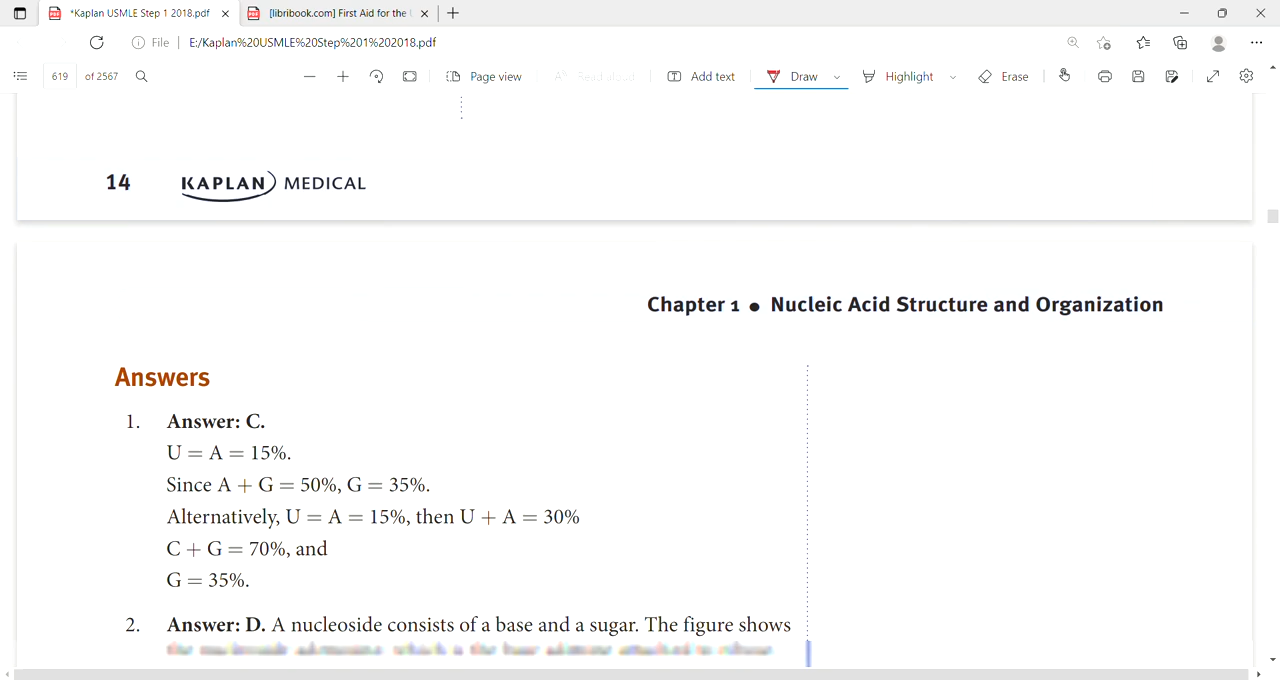 *Kaplan USMLE Step 1 2018.pdf
[libribook.com] First Aid for the
File
E:/Kaplan%20USMLE%20Step%201%202018.pdf
619 of 2567
Page view
Read aloud
Add text
Draw
Highlight
Erase
14 KAPLAN MEDICAL
Chapter 1 ● Nucleic Acid Structure and Organization
Answers
1. Answer: C.
U = A = 15%.
Since A + G = 50%, G = 35%.
Alternatively, U = A = 15%, then U + A = 30%
C + G = 70%, and
G = 35%.
2. Answer: D. A nucleoside consists of a base and a sugar. The figure shows